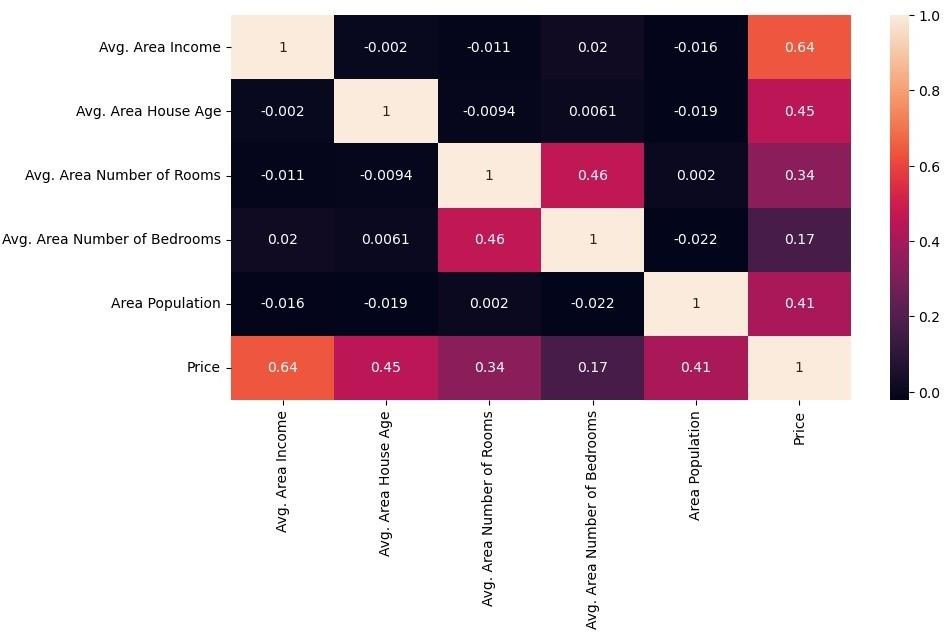 Avg. Area Income 1 -0.002 -0.011 0.02 -0.016 0.64
Avg. Area House Age -0.002 1 -0.0094 0.0061 -0.019 0.45
Avg. Area Number of Rooms -0.011 -0.0094 1 0.46 0.002 0.34
Avg. Area Number of Bedrooms 0.02 0.0061 0.46 1 -0.022 0.17
Area Population -0.016 -0.019 0.002 -0.022 1 0.41
Price 0.64 0.45 0.34 0.17 0.41 1
Avg. Area Income
Avg. Area House Age
Avg. Area Number of Rooms
Avg. Area Number of Bedrooms
Area Population
Price
1.0
0.8
0.6
0.4
0.2
0.0